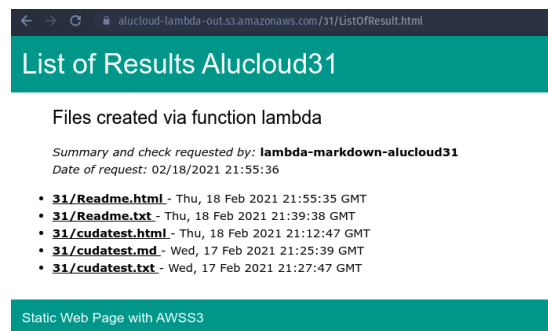 alucloud-lambda-out.s3.amazonaws.com/31/ListOfResult.html
List of Results Alucloud31
Files created via function lambda
Summary and check requested by: lambda-markdown-alucloud31
Date of request: 02/18/2021 21:55:36
31/Readme.html - Thu, 18 Feb 2021 21:55:35 GMT
31/Readme.txt - Thu, 18 Feb 2021 21:39:38 GMT
31/cudatest.html - Thu, 18 Feb 2021 21:12:47 GMT
31/cudatest.md - Wed, 17 Feb 2021 21:25:39 GMT
31/cudatest.txt - Wed, 17 Feb 2021 21:27:47 GMT
Static Web Page with AWSS3